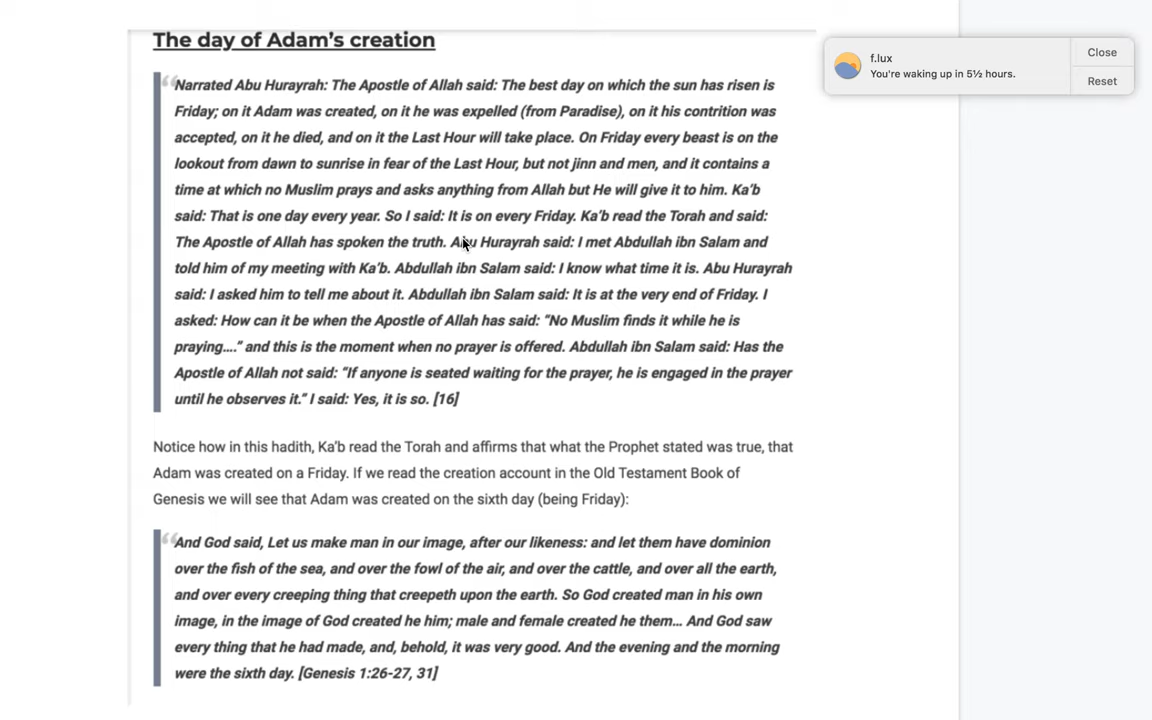 The day of Adam’s creation
“Narrated Abu Hurayrah: The Apostle of Allah said: The best day on which the sun has risen is
Friday; on it Adam was created, on it he was expelled (from Paradise), on it his contrition was
accepted, on it he died, and on it the Last Hour will take place. On Friday every beast is on the
lookout from dawn to sunrise in fear of the Last Hour, but not jinn and men, and it contains a
time at which no Muslim prays and asks anything from Allah but He will give it to him. Ka’b
said: That is one day every year. So I said: It is on every Friday. Ka’b read the Torah and said:
The Apostle of Allah has spoken the truth. Abu Hurayrah said: I met Abdullah ibn Salam and
told him of my meeting with Ka’b. Abdullah ibn Salam said: I know what time it is. Abu Hurayrah
said: I asked him to tell me about it. Abdullah ibn Salam said: It is at the very end of Friday. I
asked: How can it be when the Apostle of Allah has said: “No Muslim finds it while he is
praying….” and this is the moment when no prayer is offered. Abdullah ibn Salam said: Has the
Apostle of Allah not said: “If anyone is seated waiting for the prayer, he is engaged in the prayer
until he observes it.” I said: Yes, it is so. [16]
Notice how in this hadith, Ka’b read the Torah and affirms that what the Prophet stated was true, that
Adam was created on a Friday. If we read the creation account in the Old Testament Book of
Genesis we will see that Adam was created on the sixth day (being Friday):
“And God said, Let us make man in our image, after our likeness: and let them have dominion
over the fish of the sea, and over the fowl of the air, and over the cattle, and over all the earth,
and over every creeping thing that creepeth upon the earth. So God created man in his own
image, in the image of God created he him; male and female created he them… And God saw
every thing that he had made, and, behold, it was very good. And the evening and the morning
were the sixth day. [Genesis 1:26-27, 31]
f.lux
You're waking up in 5½ hours.
Close
Reset